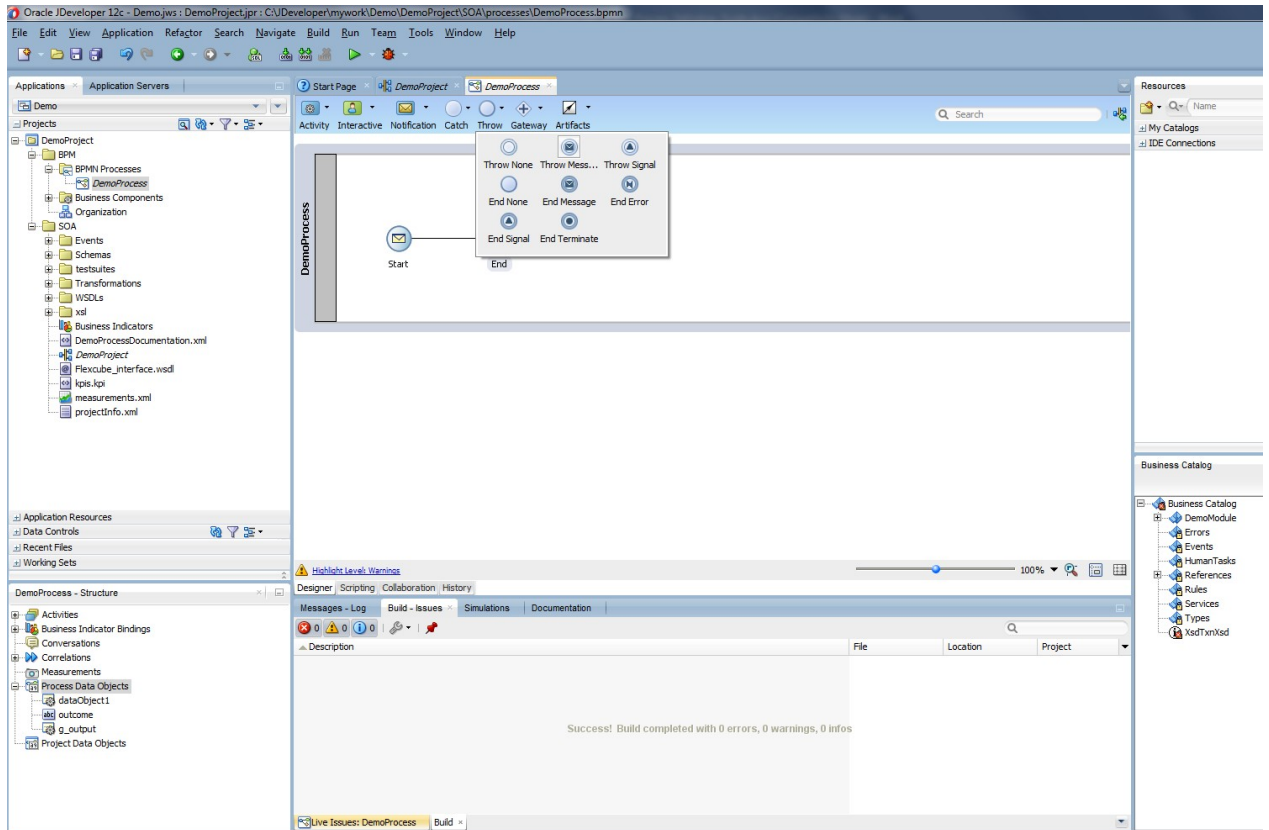 Oracle JDeveloper 12c - Demo.jws : DemoProject.jpr : C:\JDeveloper\mywork\Demo\DemoProject\SOA\processes\DemoProcess.bpmn
File Edit View Application Refactor Search Navigate Build Run Team Tools Window Help
Applications Application Servers
Demo
Projects
DemoProject
BPM
BPMN Processes
DemoProcess
Business Components
Organization
SOA
Events
Schemas
testsuites
Transformations
WSDLs
xsl
Business Indicators
DemoProcessDocumentation.xml
DemoProject
Flexcube_interface.wsdl
kpis.kpi
measurements.xml
projectInfo.xml
Application Resources
Data Controls
Recent Files
Working Sets
DemoProcess - Structure
Activities
Business Indicator Bindings
Conversations
Correlations
Measurements
Process Data Objects
dataObject1
abc outcome
g_output
Project Data Objects
Start Page DemoProject DemoProcess
Activity Interactive Notification Catch Throw Gateway Artifacts
Search
Throw None Throw Mess... Throw Signal
End None End Message End Error
End Signal End Terminate
DemoProcess
Start
End
Highlight Level: Warnings
100%
Designer Scripting Collaboration History
Messages - Log Build - Issues Simulations Documentation
0 0 0
Description File Location Project
Success! Build completed with 0 errors, 0 warnings, 0 infos
Live Issues: DemoProcess Build
Resources
Name
My Catalogs
IDE Connections
Business Catalog
Business Catalog
DemoModule
Errors
Events
HumanTasks
References
Rules
Services
Types
XsdTxnXsd